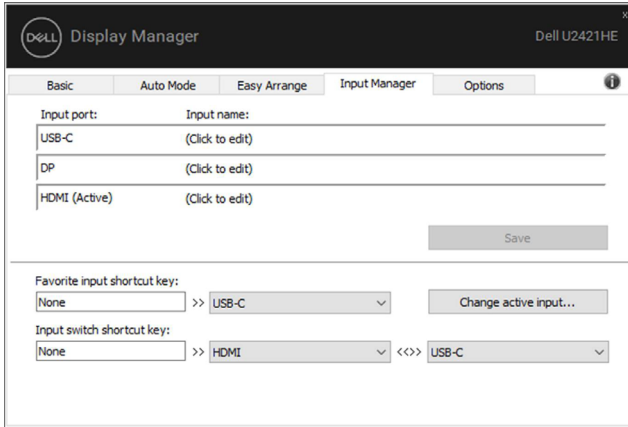 DELL Display Manager Dell U2421HE
x
Basic Auto Mode Easy Arrange Input Manager Options
Input port: Input name:
USB-C (Click to edit)
DP (Click to edit)
HDMI (Active) (Click to edit)
Save
Favorite input shortcut key:
None >> USB-C Change active input...
Input switch shortcut key:
None >> HDMI <<>> USB-C